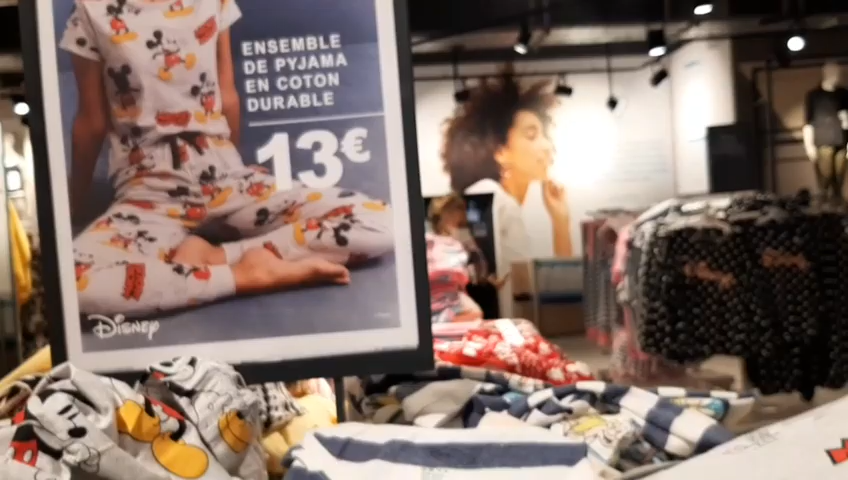 ENSEMBLE
DE PYJAMA
EN COTON
DURABLE
13€
Disney